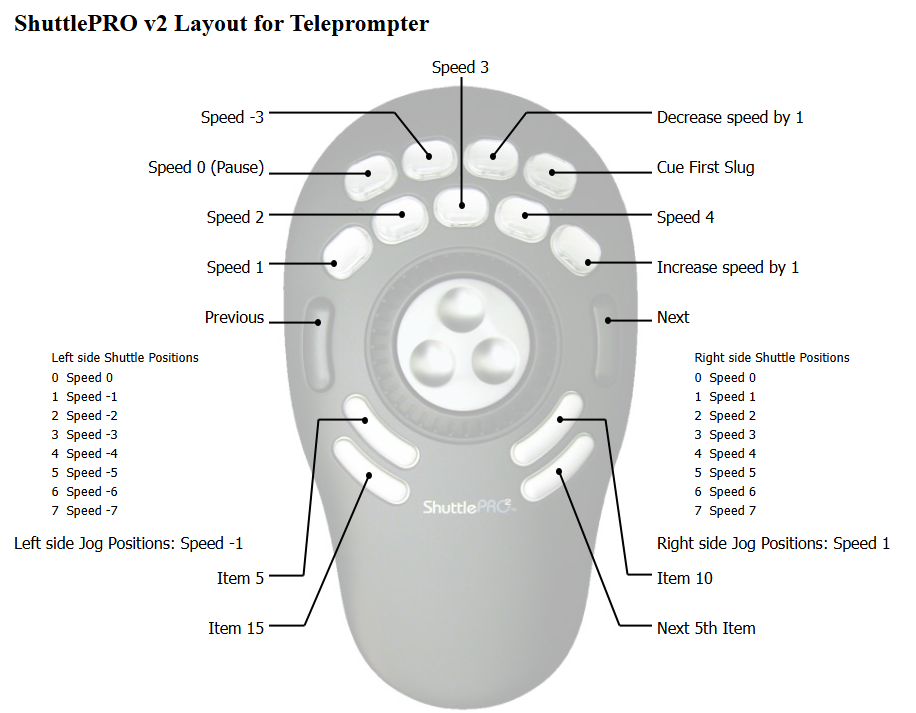 ShuttlePRO v2 Layout for Teleprompter
Speed 3
Speed -3
Decrease speed by 1
Speed 0 (Pause)
Cue First Slug
Speed 2
Speed 4
Speed 1
Increase speed by 1
Previous
Next
Left side Shuttle Positions
0 Speed 0
1 Speed -1
2 Speed -2
3 Speed -3
4 Speed -4
5 Speed -5
6 Speed -6
7 Speed -7
Right side Shuttle Positions
0 Speed 0
1 Speed 1
2 Speed 2
3 Speed 3
4 Speed 4
5 Speed 5
6 Speed 6
7 Speed 7
ShuttlePRO2™
Left side Jog Positions: Speed -1
Right side Jog Positions: Speed 1
Item 5
Item 10
Item 15
Next 5th Item